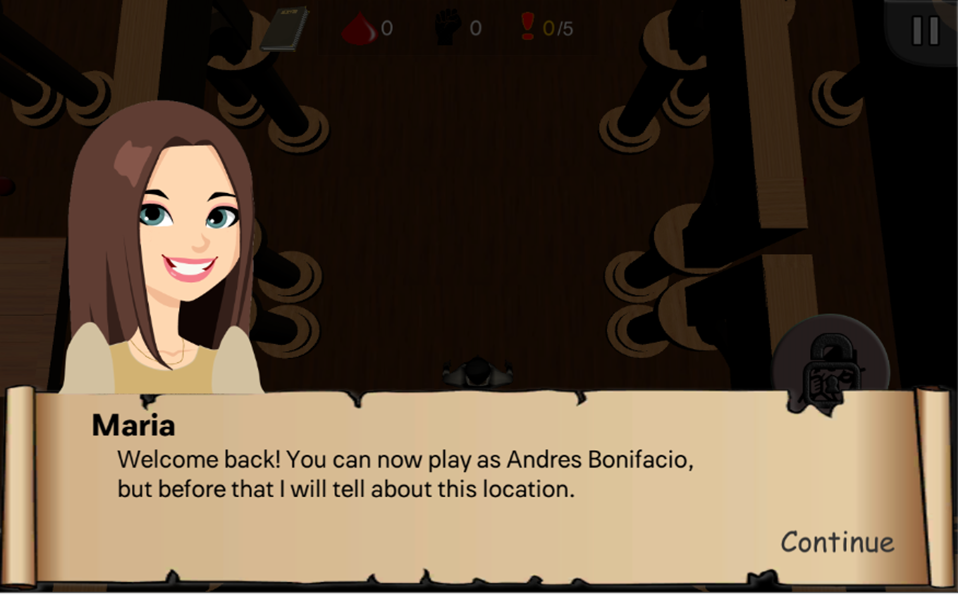 0 0 0/5
Maria
Welcome back! You can now play as Andres Bonifacio,
but before that I will tell about this location.
Continue